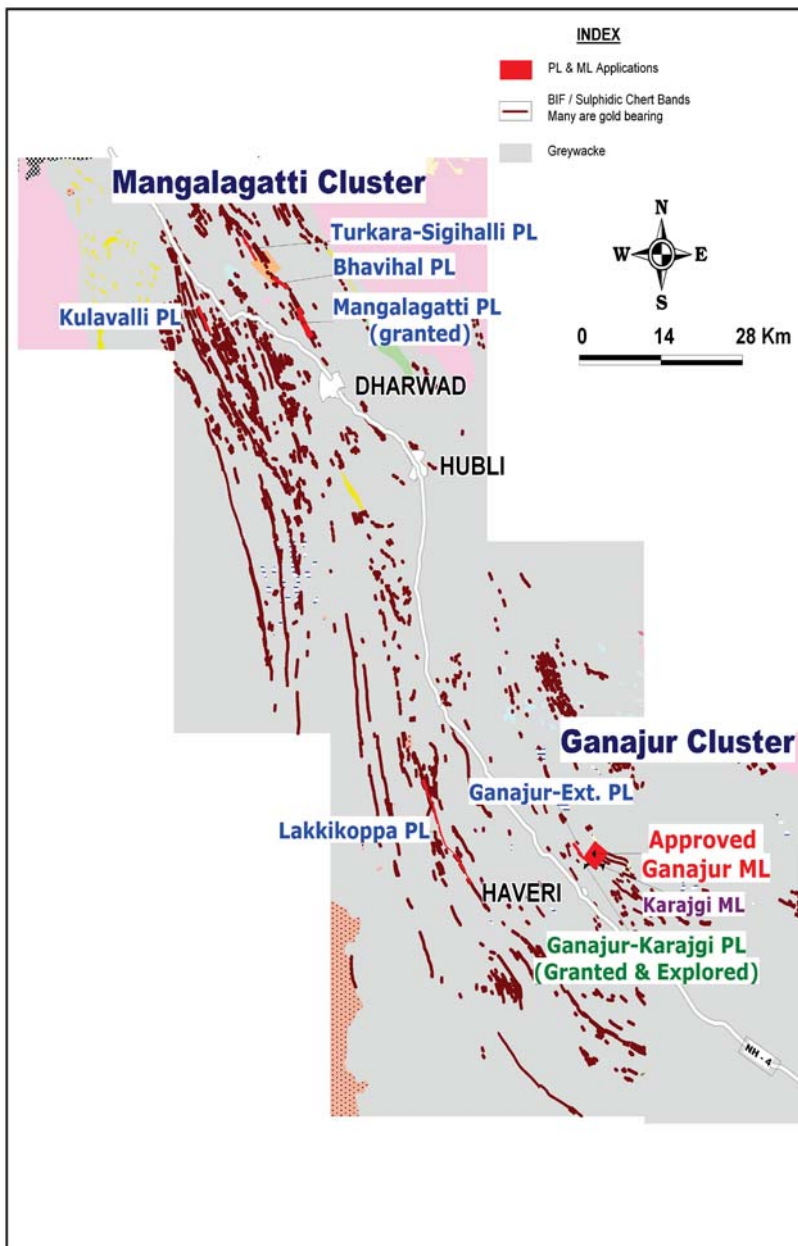 INDEX
PL & ML Applications
BIF / Sulphidic Chert Bands
Many are gold bearing
Greywacke
Mangalagatti Cluster
Turkara-Sigihalli PL
Bhavihal PL
Kulavalli PL
Mangalagatti PL
(granted)
N
W
E
S
0 14 28 Km
DHARWAD
HUBLI
Ganajur Cluster
Ganajur-Ext. PL
Lakkikoppa PL
Approved
Ganajur ML
HAVERI
Karajgi ML
Ganajur-Karajgi PL
(Granted & Explored)
NH - 4